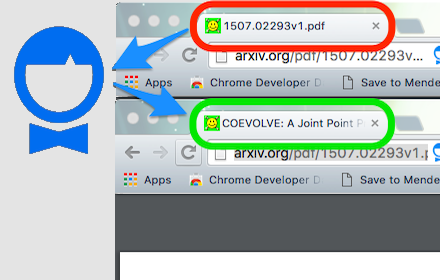 1507.02293v1.pdf
arxiv.org/pdf/1507.02293v...
Apps Chrome Developer D Save to Mende
COEVOLVE: A Joint Point P
arxiv.org/pdf/1507.02293v1.p
Apps Chrome Developer D Save to Mende